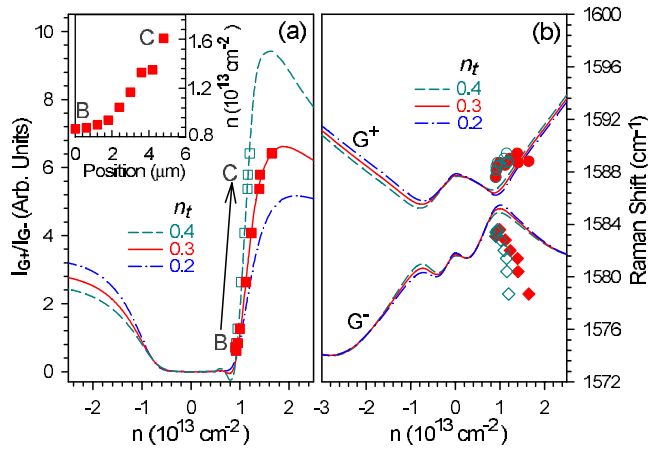 (a)
10
8
6
4
2
0
I_G+/I_G- (Arb. Units)
-2 -1 0 1 2
n (10^13 cm^-2)
n_t
0.4
0.3
0.2
B
C
C
B
0 2 4 6
Position (μm)
1.6
1.2
0.8
n (10^13 cm^-2)
(b)
n_t
0.4
0.3
0.2
G+
G-
-3 -2 -1 0 1 2
n (10^13 cm^-2)
1600
1596
1592
1588
1584
1580
1576
1572
Raman Shift (cm^-1)